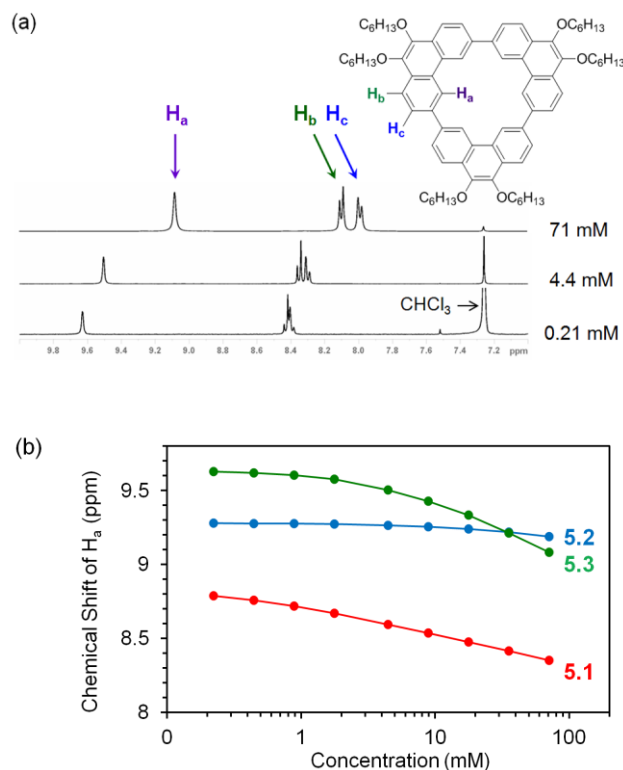 (a)
C6H13O OC6H13
C6H13O OC6H13
Hb Ha
Hc
C6H13O OC6H13
Ha Hb Hc
71 mM
4.4 mM
CHCl3 → 0.21 mM
9.8 9.6 9.4 9.2 9.0 8.8 8.6 8.4 8.2 8.0 7.8 7.6 7.4 7.2 ppm
(b)
Chemical Shift of Ha (ppm)
9.5
9
8.5
8
5.2
5.3
5.1
0 1 10 100
Concentration (mM)